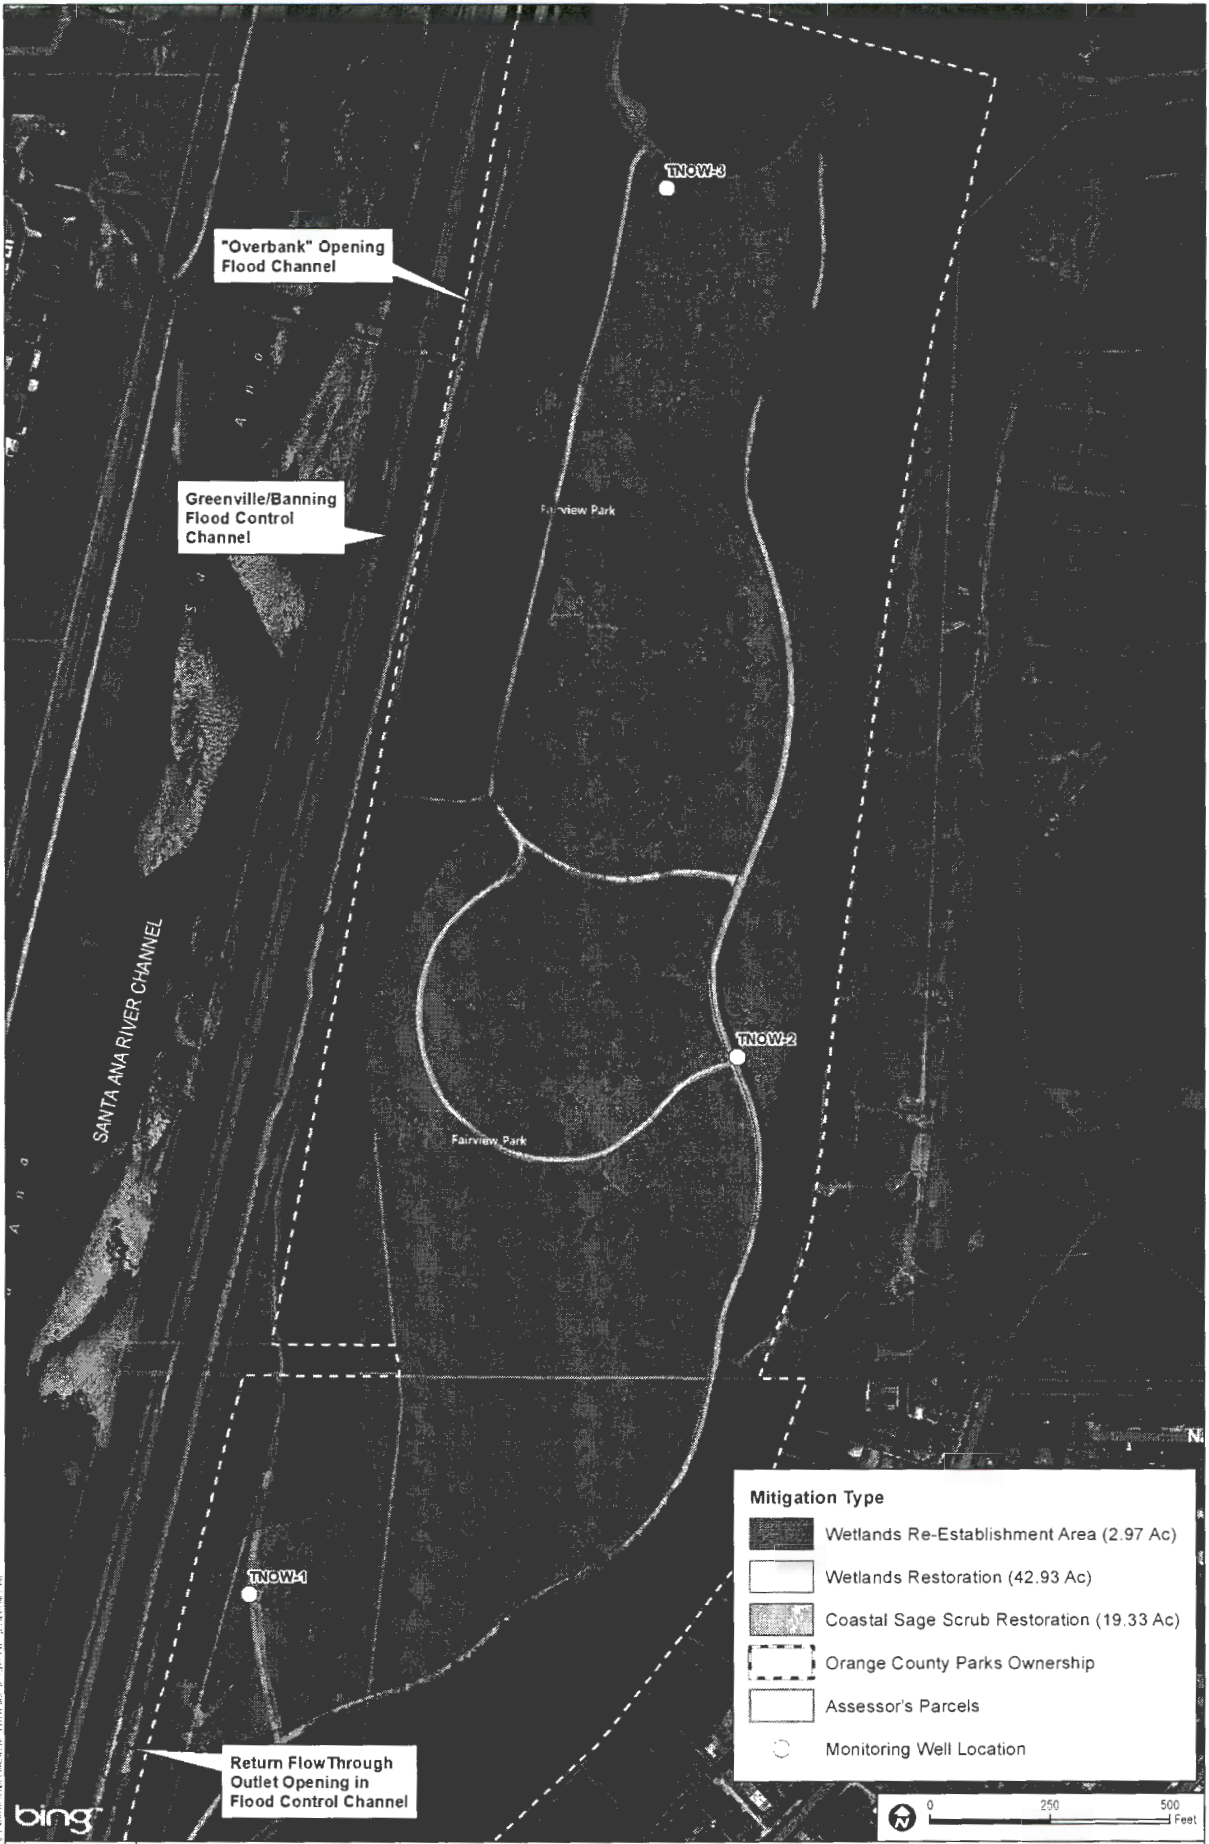 TNOW-3
"Overbank" Opening
Flood Channel
A n a
Greenville/Banning
Flood Control
Channel
Fairview Park
SANTA ANA RIVER CHANNEL
TNOW-2
Fairview Park
A n a
N.
TNOW-1
Mitigation Type
Wetlands Re-Establishment Area (2.97 Ac)
Wetlands Restoration (42.93 Ac)
Coastal Sage Scrub Restoration (19.33 Ac)
Orange County Parks Ownership
Assessor's Parcels
Monitoring Well Location
Return Flow Through
Outlet Opening in
Flood Control Channel
bing
N
0 250 500
Feet